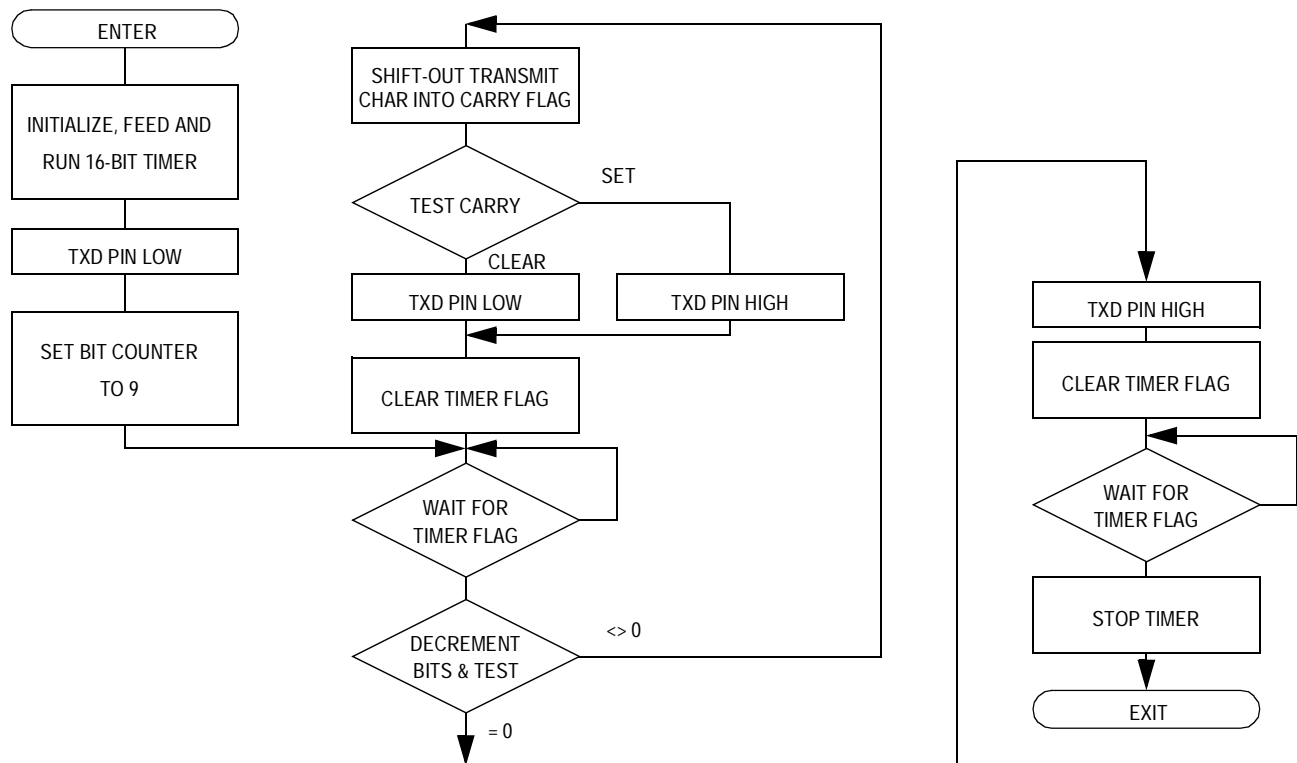 ENTER
INITIALIZE, FEED AND
RUN 16-BIT TIMER
TXD PIN LOW
SET BIT COUNTER
TO 9
SHIFT-OUT TRANSMIT
CHAR INTO CARRY FLAG
TEST CARRY
SET
CLEAR
TXD PIN LOW
TXD PIN HIGH
CLEAR TIMER FLAG
WAIT FOR
TIMER FLAG
DECREMENT
BITS & TEST
<> 0
= 0
TXD PIN HIGH
CLEAR TIMER FLAG
WAIT FOR
TIMER FLAG
STOP TIMER
EXIT